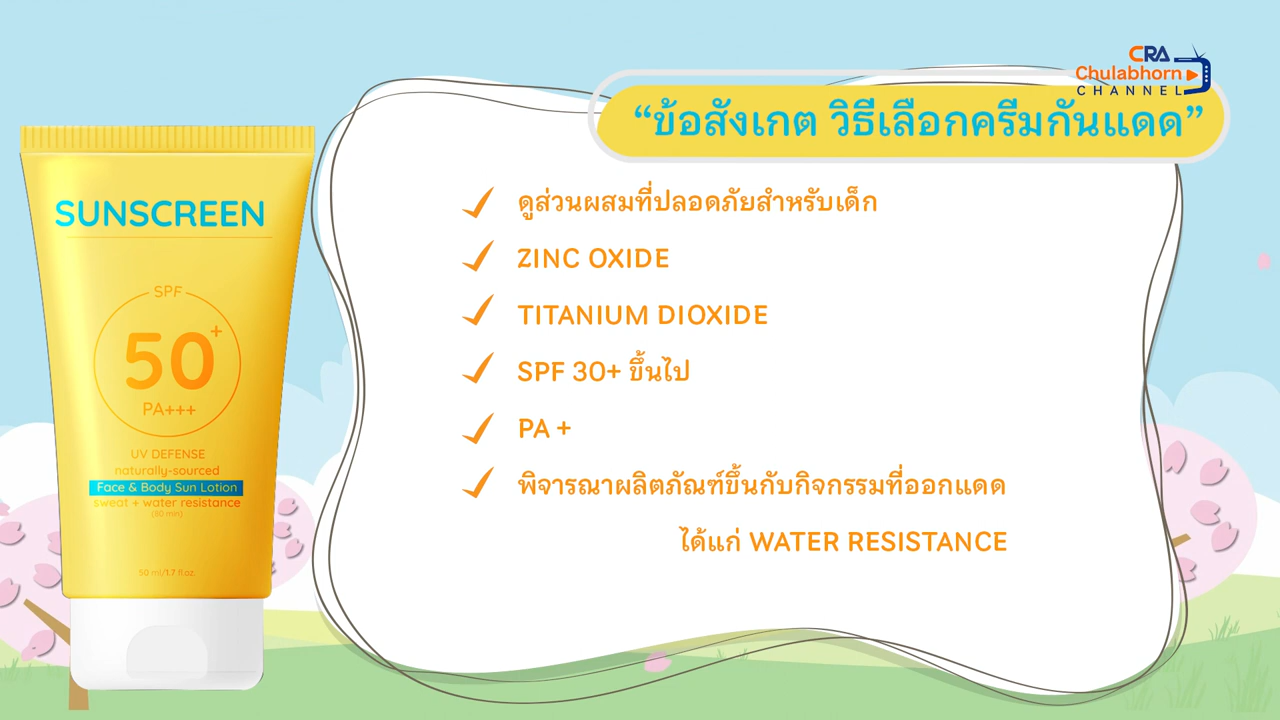 CRA
Chulabhorn
CHANNEL
“ข้อสังเกต วิธีเลือกครีมกันแดด”
SUNSCREEN
SPF
50+
PA+++
UV DEFENSE
naturally-sourced
Face & Body Sun Lotion
sweat + water resistance
(80 min)
50 ml/1.7 fl.oz.
ดูส่วนผสมที่ปลอดภัยสำหรับเด็ก
ZINC OXIDE
TITANIUM DIOXIDE
SPF 30+ ขึ้นไป
PA +
พิจารณาผลิตภัณฑ์ขึ้นกับกิจกรรมที่ออกแดด
ได้แก่ WATER RESISTANCE